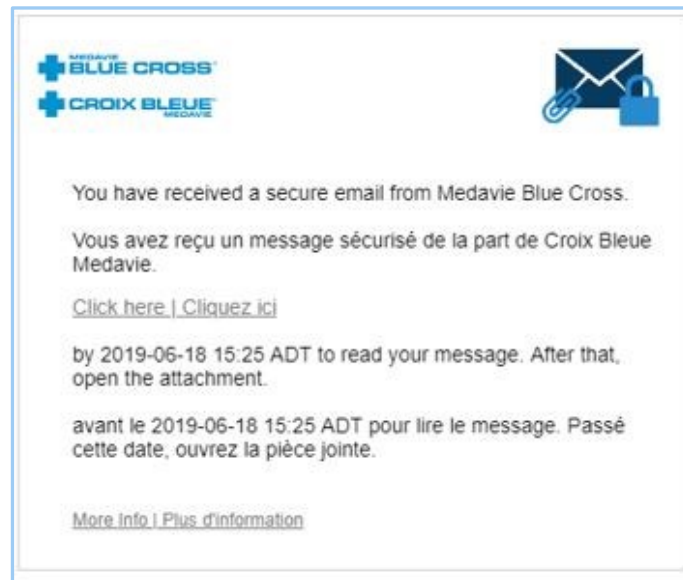 MEDAVIE
BLUE CROSS
CROIX BLEUE
MEDAVIE
You have received a secure email from Medavie Blue Cross.
Vous avez reçu un message sécurisé de la part de Croix Bleue
Medavie.
Click here | Cliquez ici
by 2019-06-18 15:25 ADT to read your message. After that,
open the attachment.
avant le 2019-06-18 15:25 ADT pour lire le message. Passé
cette date, ouvrez la pièce jointe.
More Info | Plus d'information